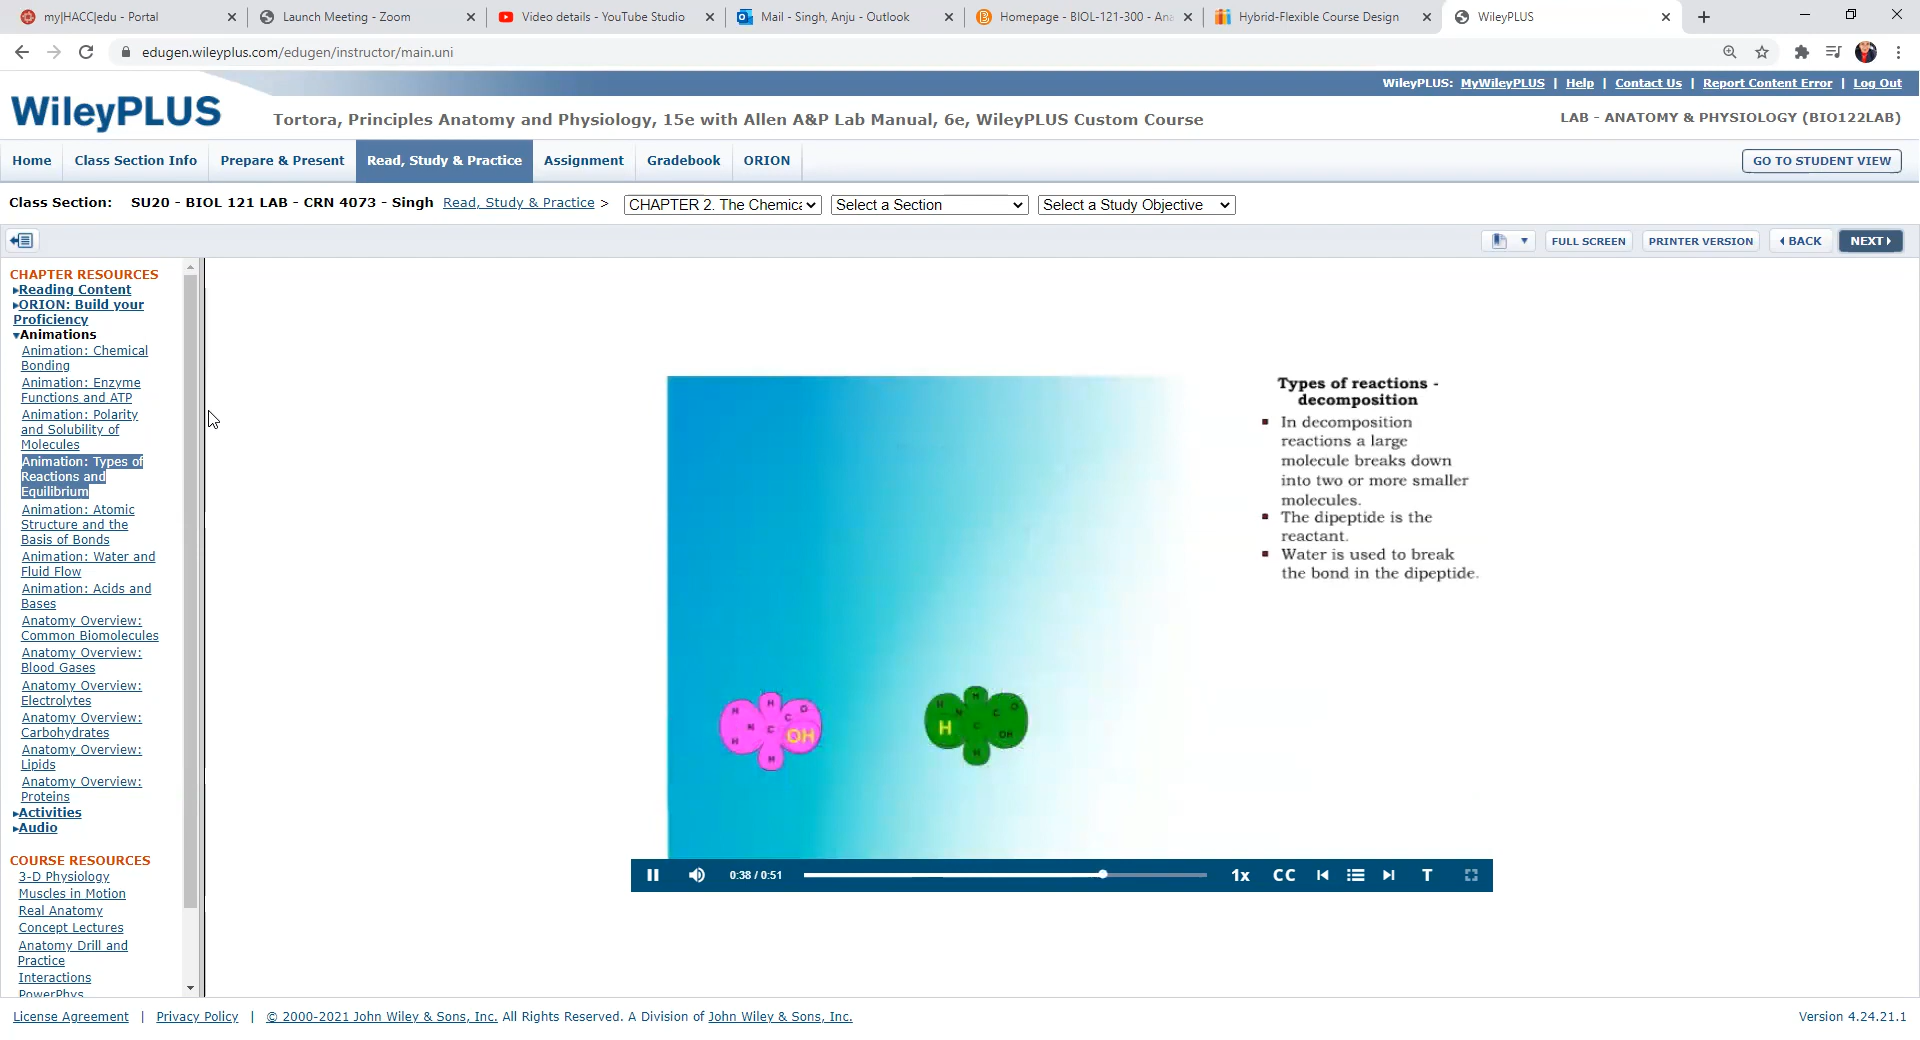 my|HACC|edu - Portal
Launch Meeting - Zoom
Video details - YouTube Studio
Mail - Singh, Anju - Outlook
Homepage - BIOL-121-300 - Ana
Hybrid-Flexible Course Design
WileyPLUS
edugen.wileyplus.com/edugen/instructor/main.uni
WileyPLUS: MyWileyPLUS | Help | Contact Us | Report Content Error | Log Out
WileyPLUS
Tortora, Principles Anatomy and Physiology, 15e with Allen A&P Lab Manual, 6e, WileyPLUS Custom Course
LAB - ANATOMY & PHYSIOLOGY (BIO122LAB)
Home
Class Section Info
Prepare & Present
Read, Study & Practice
Assignment
Gradebook
ORION
GO TO STUDENT VIEW
Class Section: SU20 - BIOL 121 LAB - CRN 4073 - Singh Read, Study & Practice >
CHAPTER 2. The Chemica
Select a Section
Select a Study Objective
FULL SCREEN
PRINTER VERSION
BACK
NEXT
CHAPTER RESOURCES
Reading Content
ORION: Build your
Proficiency
Animations
Animation: Chemical
Bonding
Animation: Enzyme
Functions and ATP
Animation: Polarity
and Solubility of
Molecules
Animation: Types of
Reactions and
Equilibrium
Animation: Atomic
Structure and the
Basis of Bonds
Animation: Water and
Fluid Flow
Animation: Acids and
Bases
Anatomy Overview:
Common Biomolecules
Anatomy Overview:
Blood Gases
Anatomy Overview:
Electrolytes
Anatomy Overview:
Carbohydrates
Anatomy Overview:
Lipids
Anatomy Overview:
Proteins
Activities
Audio
COURSE RESOURCES
3-D Physiology
Muscles in Motion
Real Anatomy
Concept Lectures
Anatomy Drill and
Practice
Interactions
PowerPhys
Types of reactions -
decomposition
In decomposition
reactions a large
molecule breaks down
into two or more smaller
molecules.
The dipeptide is the
reactant.
Water is used to break
the bond in the dipeptide.
H
H
O
C
N
C
OH
H
H
H
H
O
N
C
H
C
OH
H
0:38 / 0:51
1x
CC
T
License Agreement | Privacy Policy | © 2000-2021 John Wiley & Sons, Inc. All Rights Reserved. A Division of John Wiley & Sons, Inc.
Version 4.24.21.1